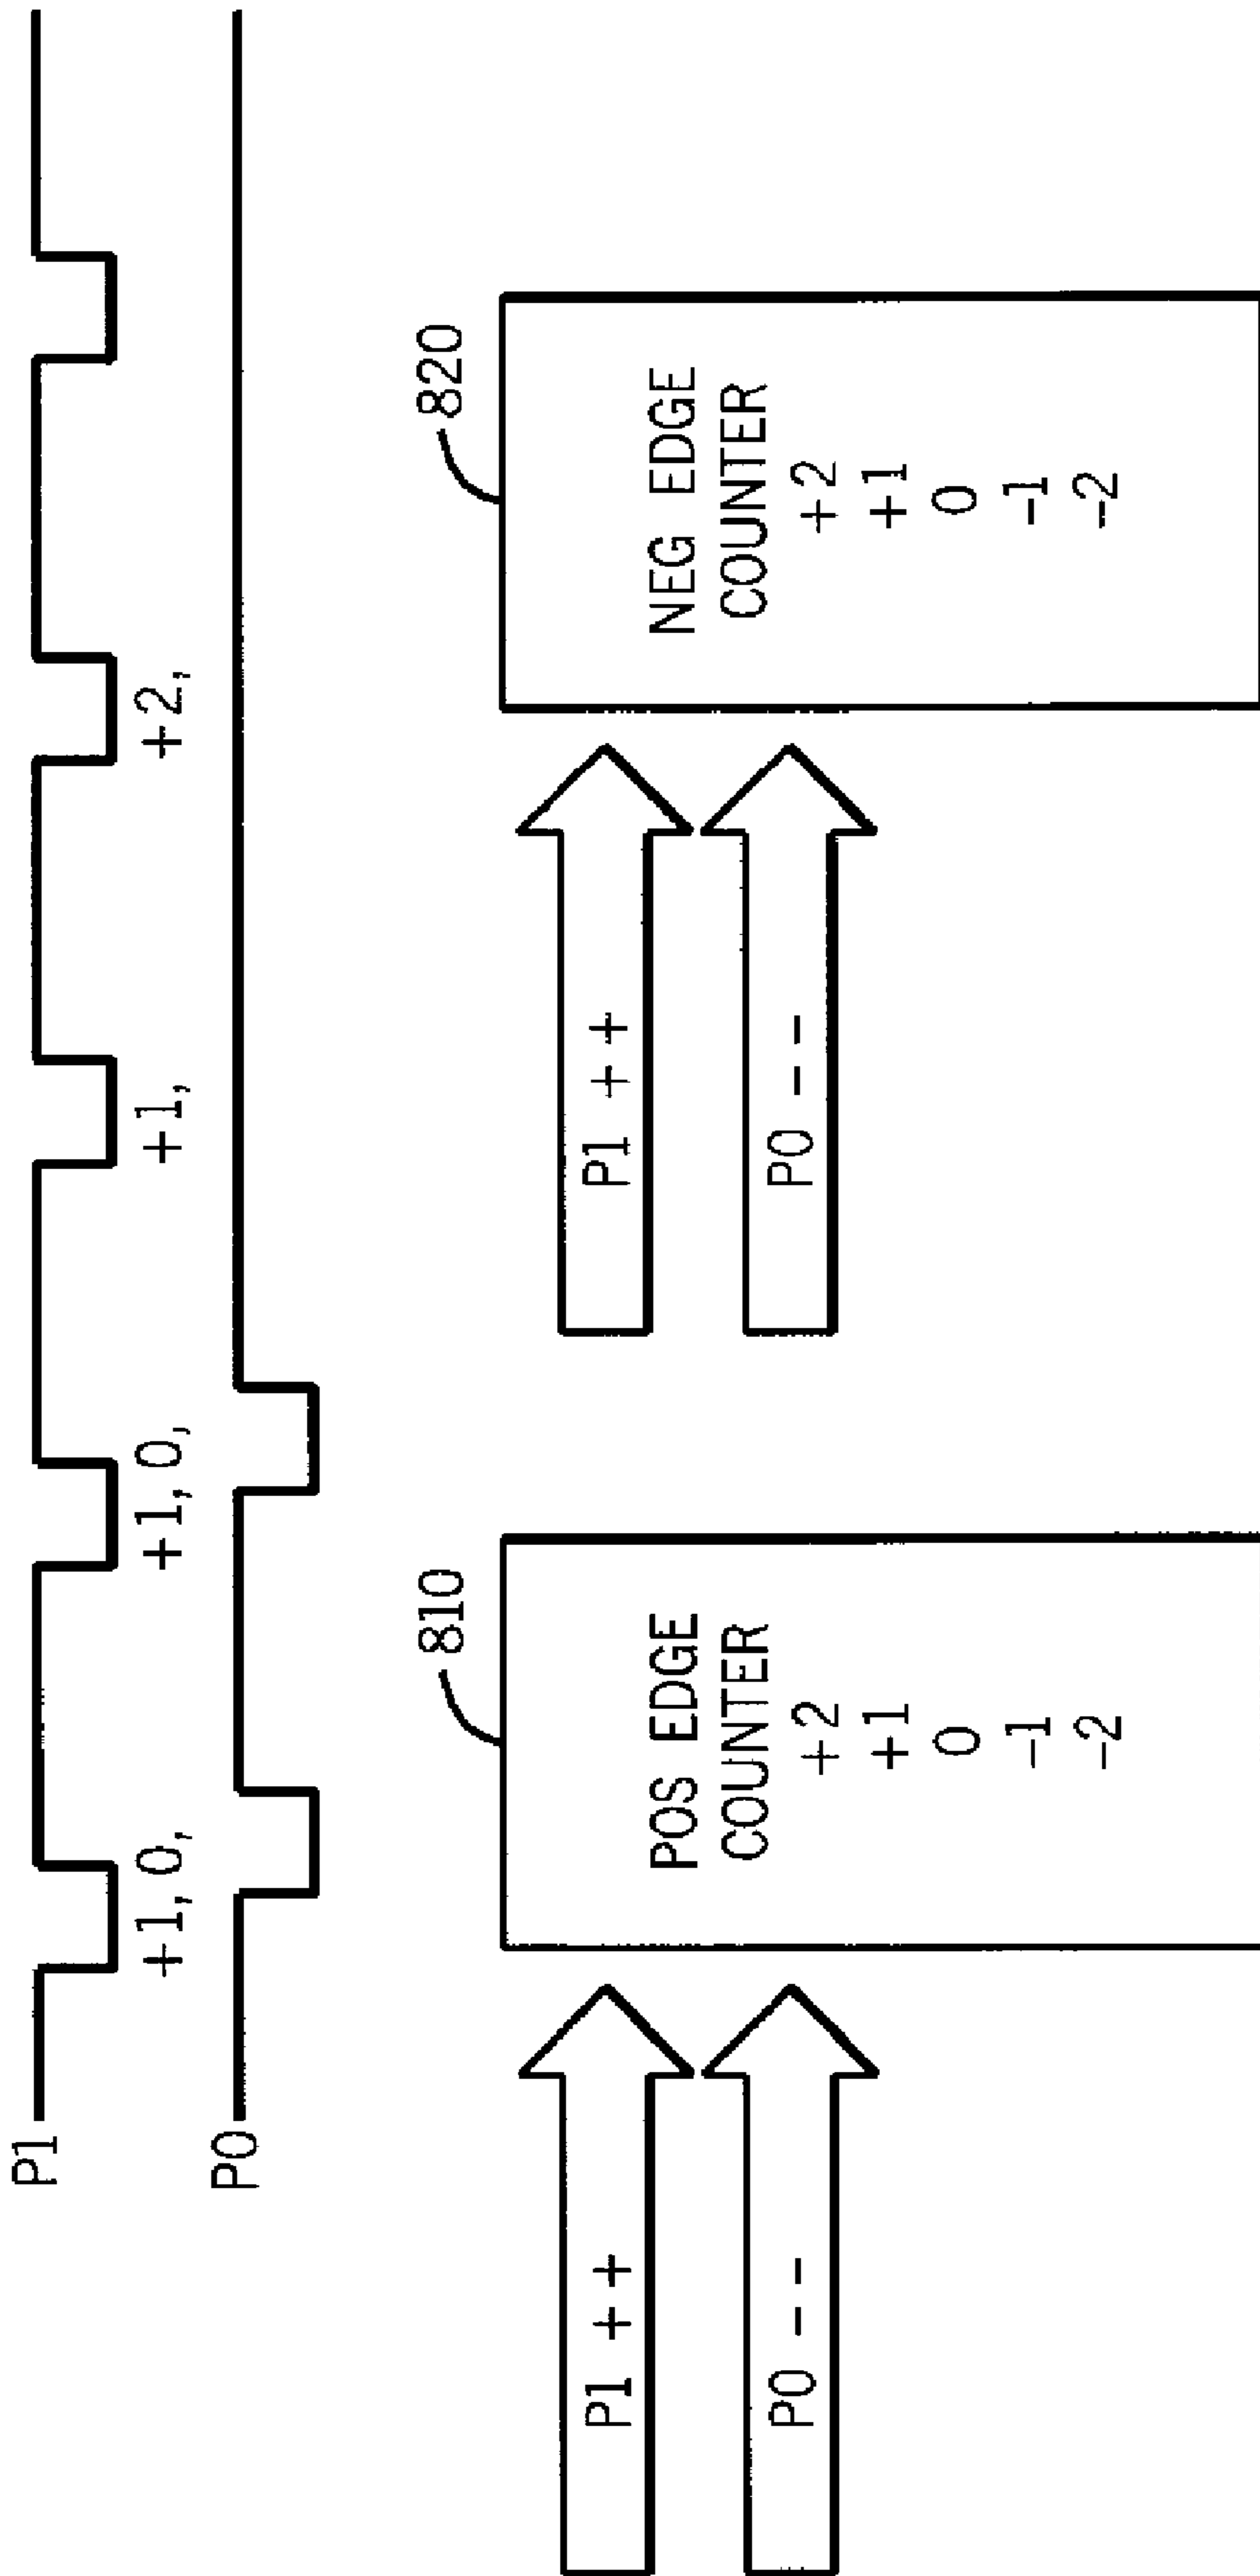 P1
+1, 0, +1, 0, +1, +2,
P0
810
P1 ++
P0 --
POS EDGE
COUNTER
+2
+1
0
-1
-2
820
P1 ++
P0 --
NEG EDGE
COUNTER
+2
+1
0
-1
-2